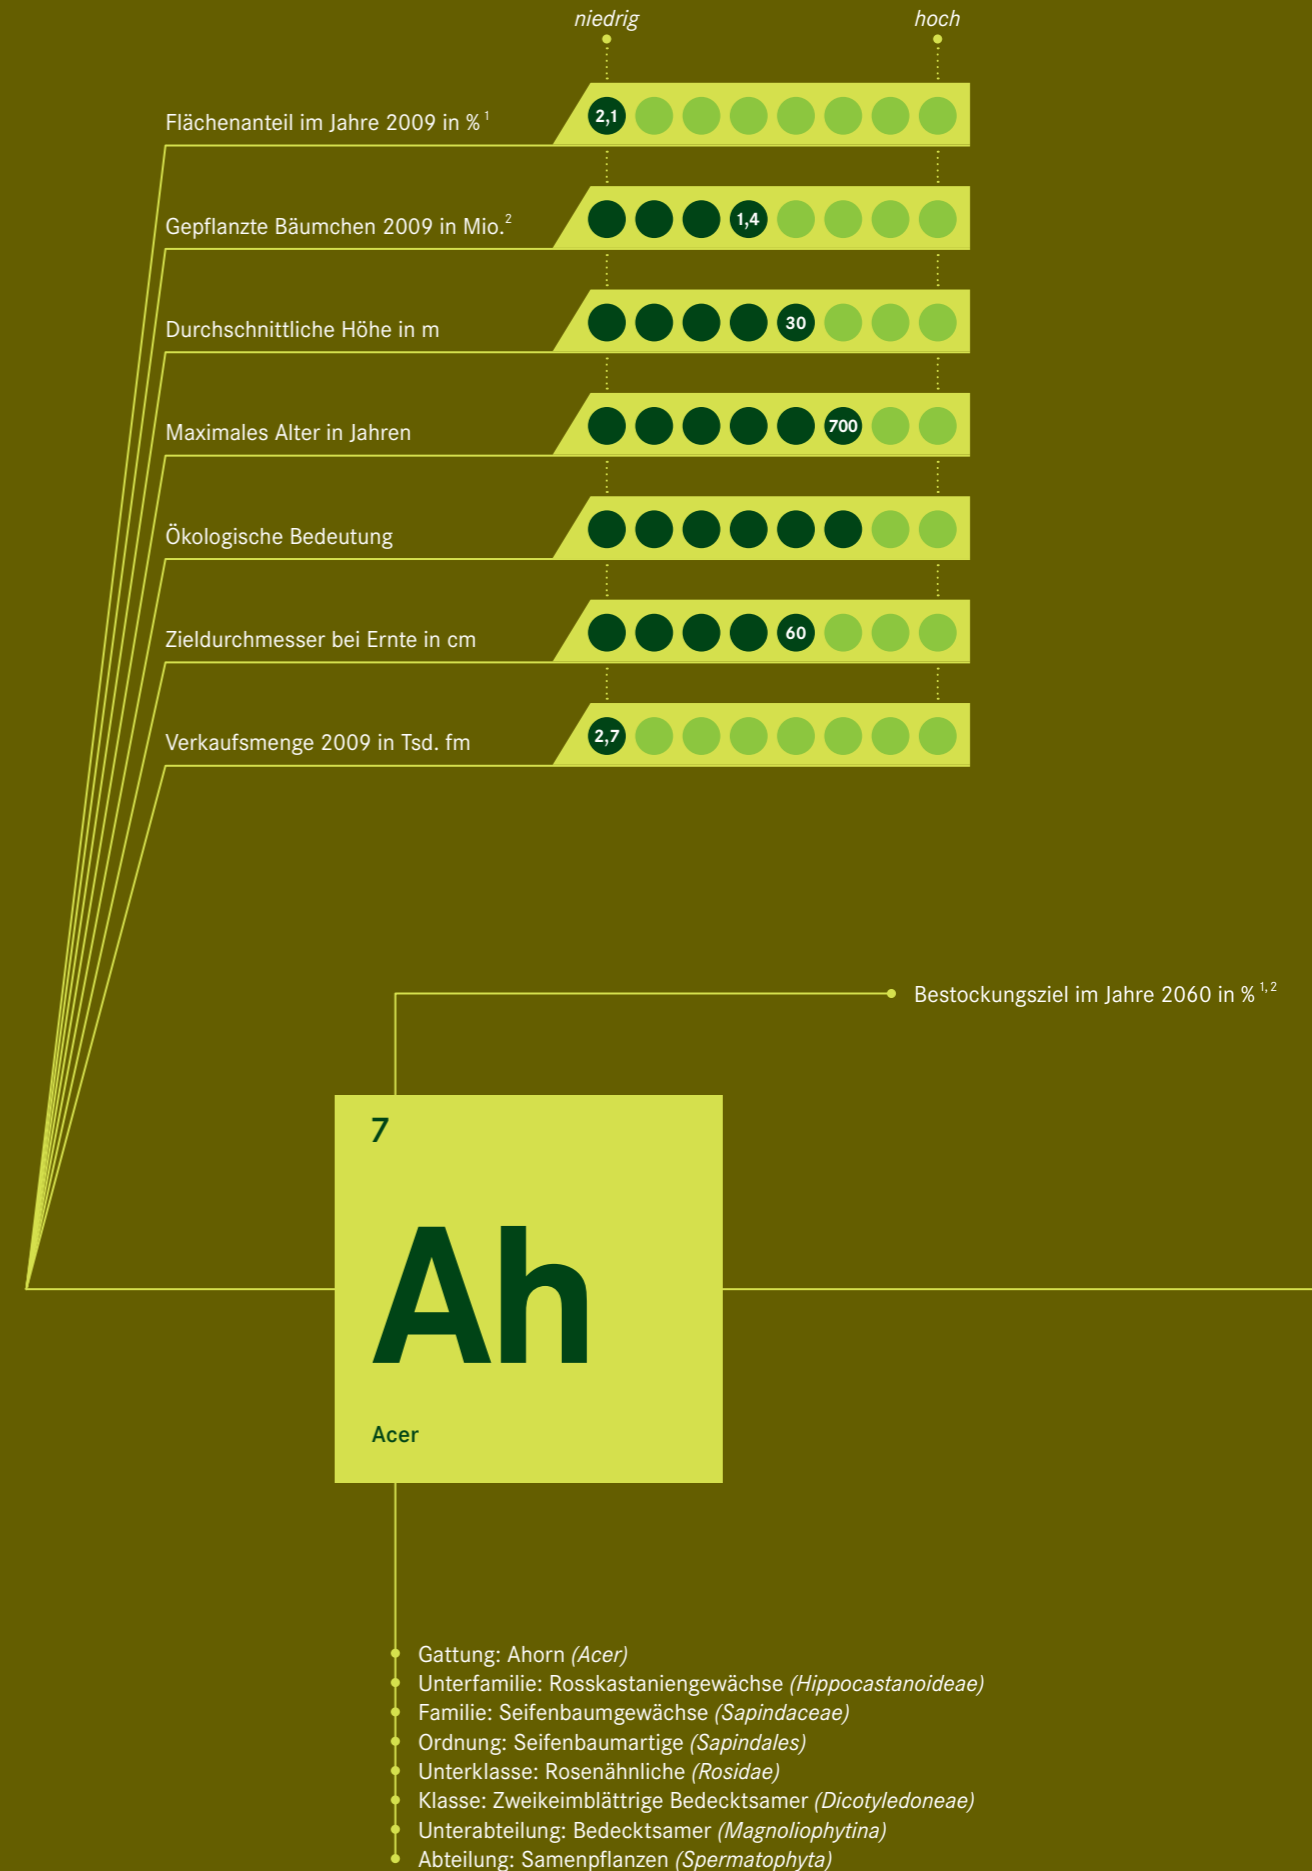 niedrig hoch
Flächenanteil im Jahre 2009 in % 1
2,1
Gepflanzte Bäumchen 2009 in Mio.2
1,4
Durchschnittliche Höhe in m
30
Maximales Alter in Jahren
700
Ökologische Bedeutung
Zieldurchmesser bei Ernte in cm
60
Verkaufsmenge 2009 in Tsd. fm
2,7
Bestockungsziel im Jahre 2060 in % 1, 2
7
Ah
Acer
Gattung: Ahorn (Acer)
Unterfamilie: Rosskastaniengewächse (Hippocastanoideae)
Familie: Seifenbaumgewächse (Sapindaceae)
Ordnung: Seifenbaumartige (Sapindales)
Unterklasse: Rosenähnliche (Rosidae)
Klasse: Zweikeimblättrige Bedecktsamer (Dicotyledoneae)
Unterabteilung: Bedecktsamer (Magnoliophytina)
Abteilung: Samenpflanzen (Spermatophyta)